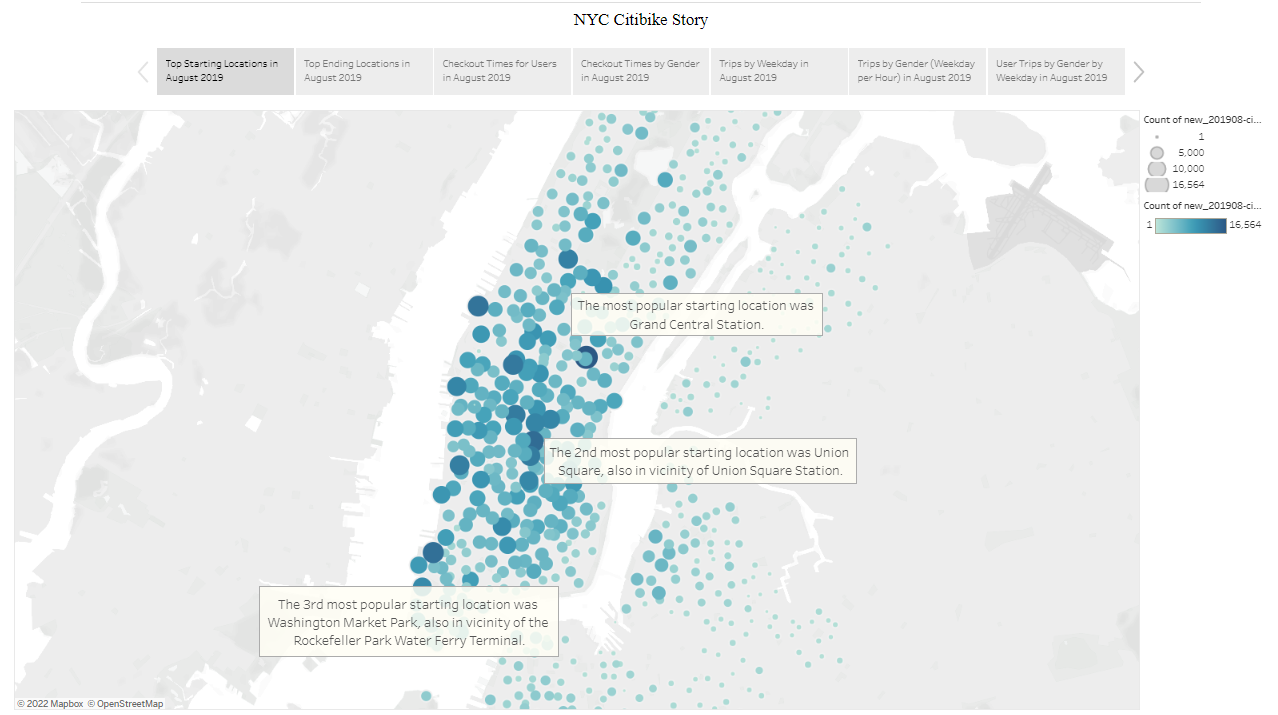 NYC Citibike Story
Top Starting Locations in
August 2019
Top Ending Locations in
August 2019
Checkout Times for Users
in August 2019
Checkout Times by Gender
in August 2019
Trips by Weekday in
August 2019
Trips by Gender (Weekday
per Hour) in August 2019
User Trips by Gender by
Weekday in August 2019
Count of new_201908-ci...
1
5,000
10,000
16,564
Count of new_201908-ci...
1 16,564
The most popular starting location was
Grand Central Station.
The 2nd most popular starting location was Union
Square, also in vicinity of Union Square Station.
The 3rd most popular starting location was
Washington Market Park, also in vicinity of the
Rockefeller Park Water Ferry Terminal.
© 2022 Mapbox © OpenStreetMap